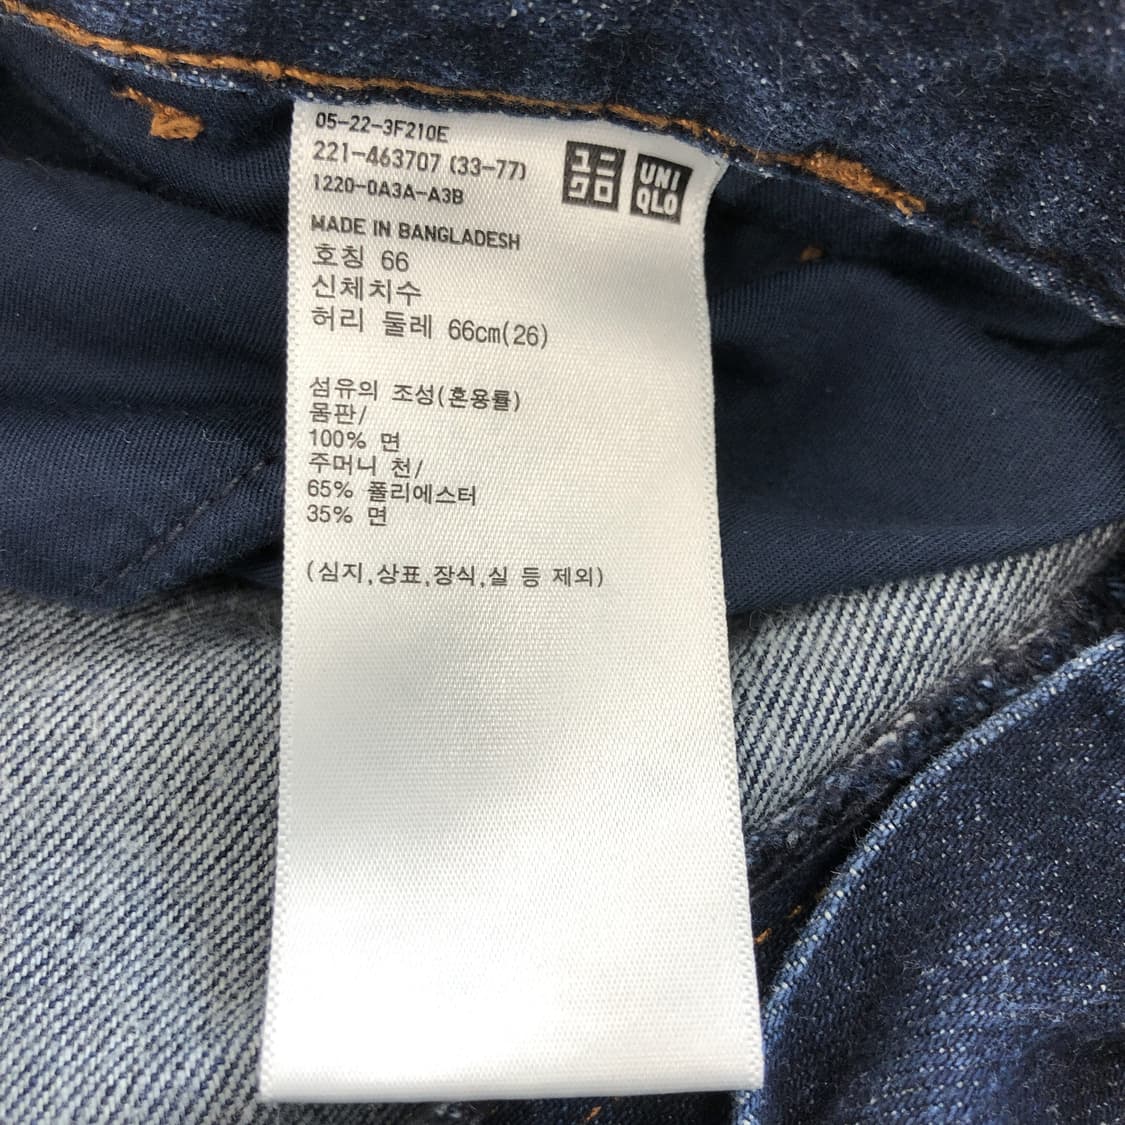 05-22-3F210E
221-463707 (33-77)
1220-0A3A-A3B
ユニ
クロ
UNI
QLO
MADE IN BANGLADESH
호칭 66
신체치수
허리 둘레 66cm(26)
섬유의 조성(혼용률)
몸판/
100% 면
주머니 천/
65% 폴리에스터
35% 면
(심지,상표,장식,실 등 제외)